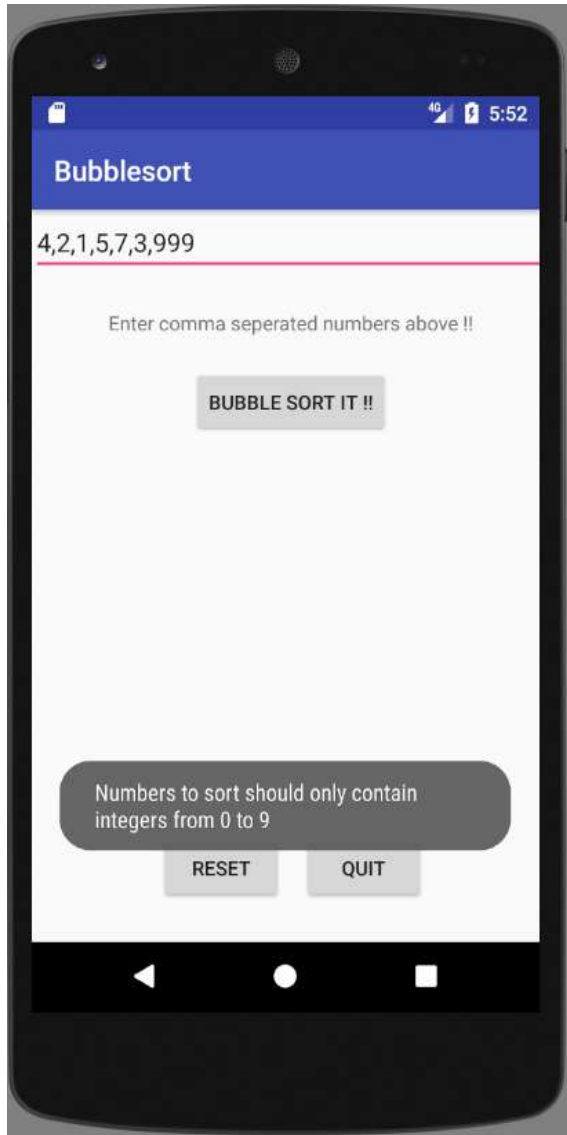 4G 5:52
Bubblesort
4,2,1,5,7,3,999
Enter comma seperated numbers above !!
BUBBLE SORT IT !!
Numbers to sort should only contain
integers from 0 to 9
RESET QUIT